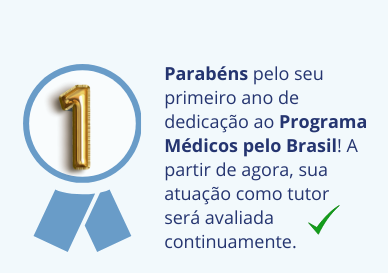 1
Parabéns pelo seu
primeiro ano de
dedicação ao Programa
Médicos pelo Brasil! A
partir de agora, sua
atuação como tutor
será avaliada
continuamente.